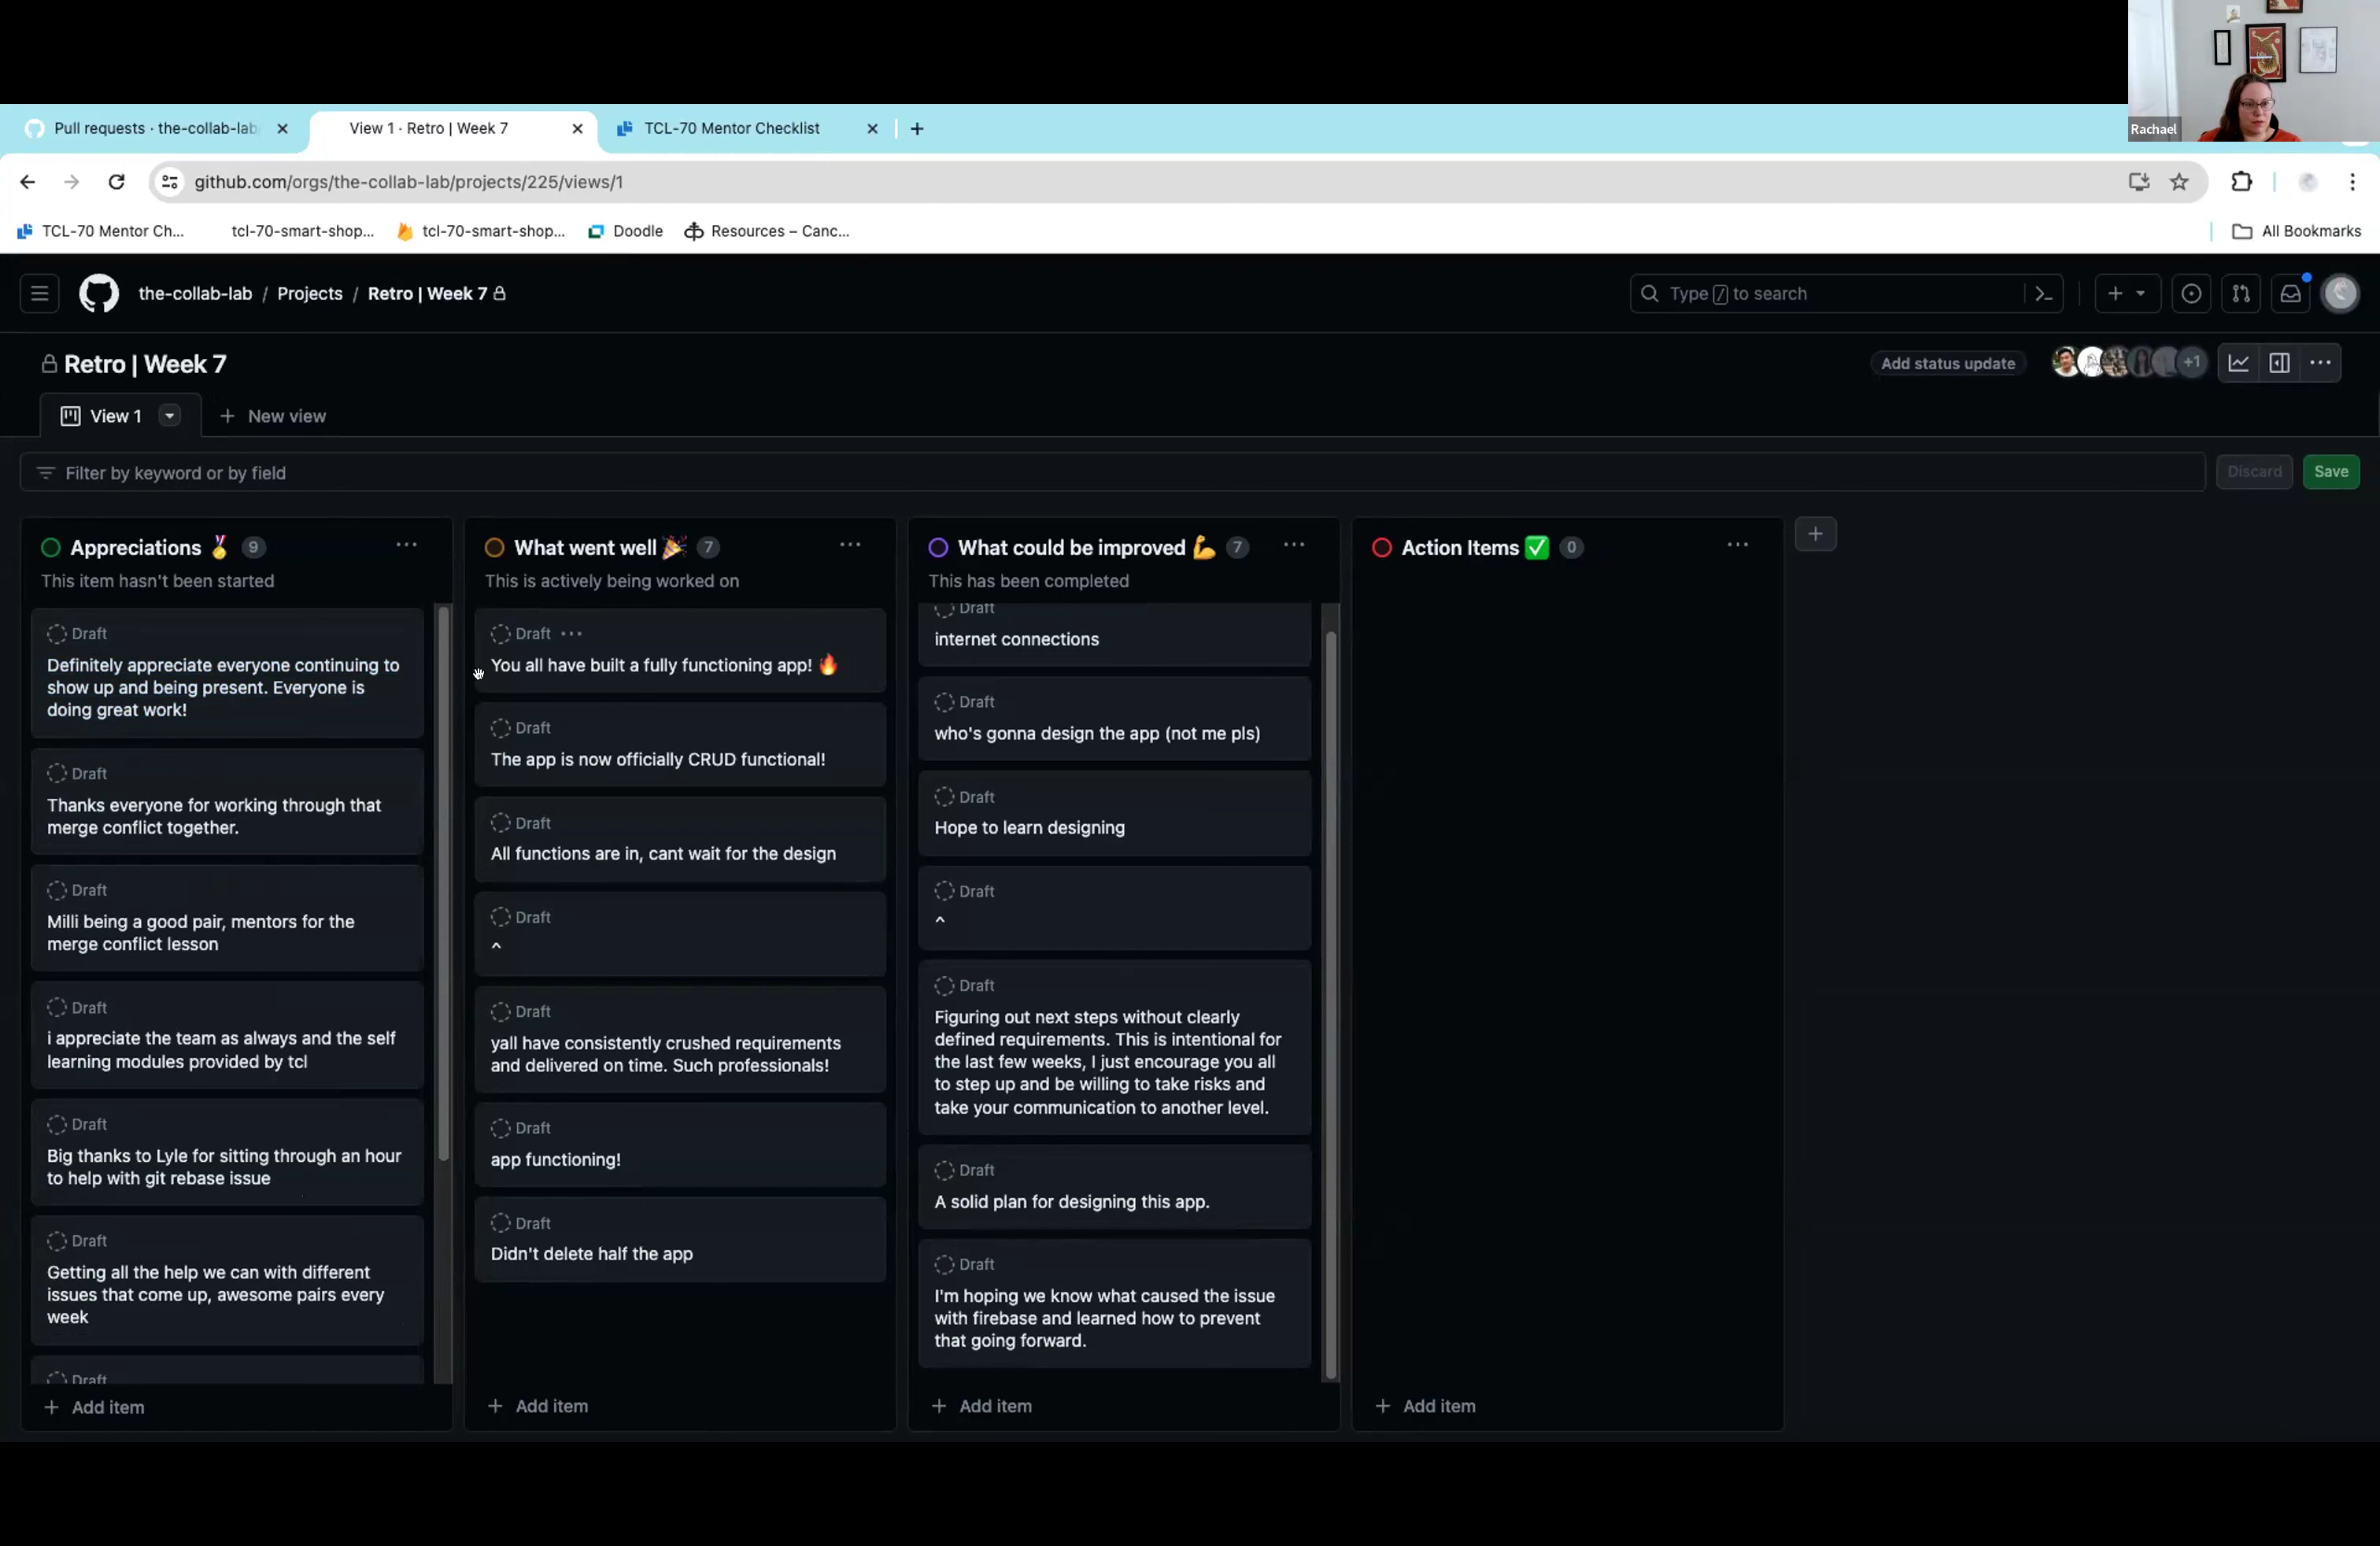 Rachael
Pull requests · the-collab-lab
View 1 · Retro | Week 7
TCL-70 Mentor Checklist
github.com/orgs/the-collab-lab/projects/225/views/1
TCL-70 Mentor Ch...
tcl-70-smart-shop...
tcl-70-smart-shop...
Doodle
Resources – Canc...
All Bookmarks
the-collab-lab / Projects / Retro | Week 7
Type / to search
Retro | Week 7
Add status update
+1
View 1
New view
Filter by keyword or by field
Discard
Save
Appreciations 🏅 9
This item hasn't been started
Draft
Definitely appreciate everyone continuing to
show up and being present. Everyone is
doing great work!
Draft
Thanks everyone for working through that
merge conflict together.
Draft
Milli being a good pair, mentors for the
merge conflict lesson
Draft
i appreciate the team as always and the self
learning modules provided by tcl
Draft
Big thanks to Lyle for sitting through an hour
to help with git rebase issue
Draft
Getting all the help we can with different
issues that come up, awesome pairs every
week
Draft
+ Add item
What went well 🎉 7
This is actively being worked on
Draft ...
You all have built a fully functioning app! 🔥
Draft
The app is now officially CRUD functional!
Draft
All functions are in, cant wait for the design
Draft
^
Draft
yall have consistently crushed requirements
and delivered on time. Such professionals!
Draft
app functioning!
Draft
Didn't delete half the app
+ Add item
What could be improved 💪 7
This has been completed
Draft
internet connections
Draft
who's gonna design the app (not me pls)
Draft
Hope to learn designing
Draft
^
Draft
Figuring out next steps without clearly
defined requirements. This is intentional for
the last few weeks, I just encourage you all
to step up and be willing to take risks and
take your communication to another level.
Draft
A solid plan for designing this app.
Draft
I'm hoping we know what caused the issue
with firebase and learned how to prevent
that going forward.
+ Add item
Action Items ✅ 0
+ Add item